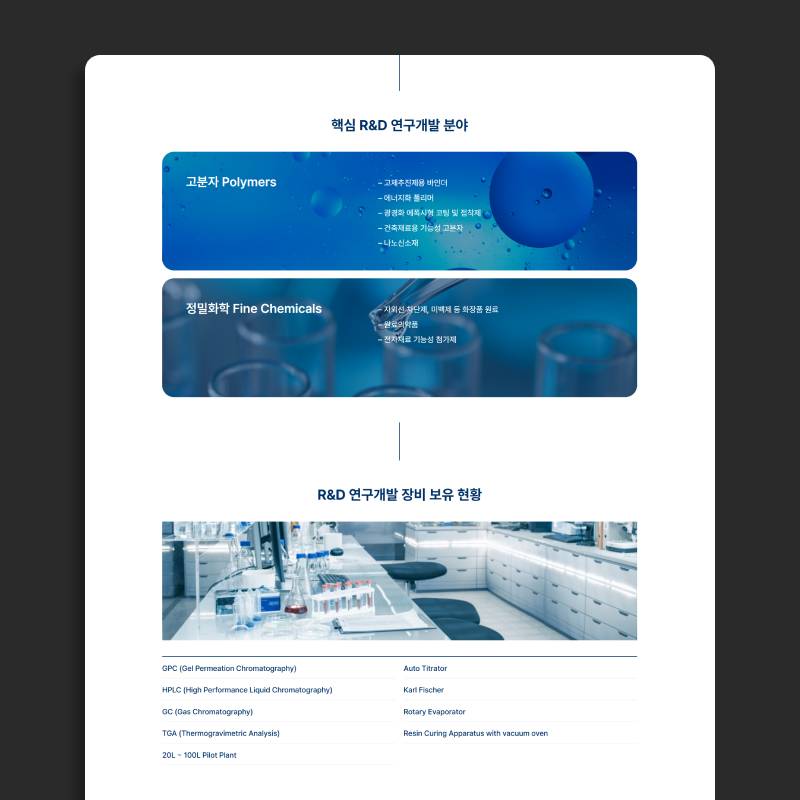 핵심 R&D 연구개발 분야
고분자 Polymers
– 고체추진제용 바인더
– 에너지화 폴리머
– 광경화 에폭시형 코팅 및 접착제
– 건축재료용 기능성 고분자
– 나노신소재
정밀화학 Fine Chemicals
– 자외선 차단제, 미백제 등 화장품 원료
– 원료의약품
– 전자재료 기능성 첨가제
R&D 연구개발 장비 보유 현황
GPC (Gel Permeation Chromatography)
Auto Titrator
HPLC (High Performance Liquid Chromatography)
Karl Fischer
GC (Gas Chromatography)
Rotary Evaporator
TGA (Thermogravimetric Analysis)
Resin Curing Apparatus with vacuum oven
20L ~ 100L Pilot Plant